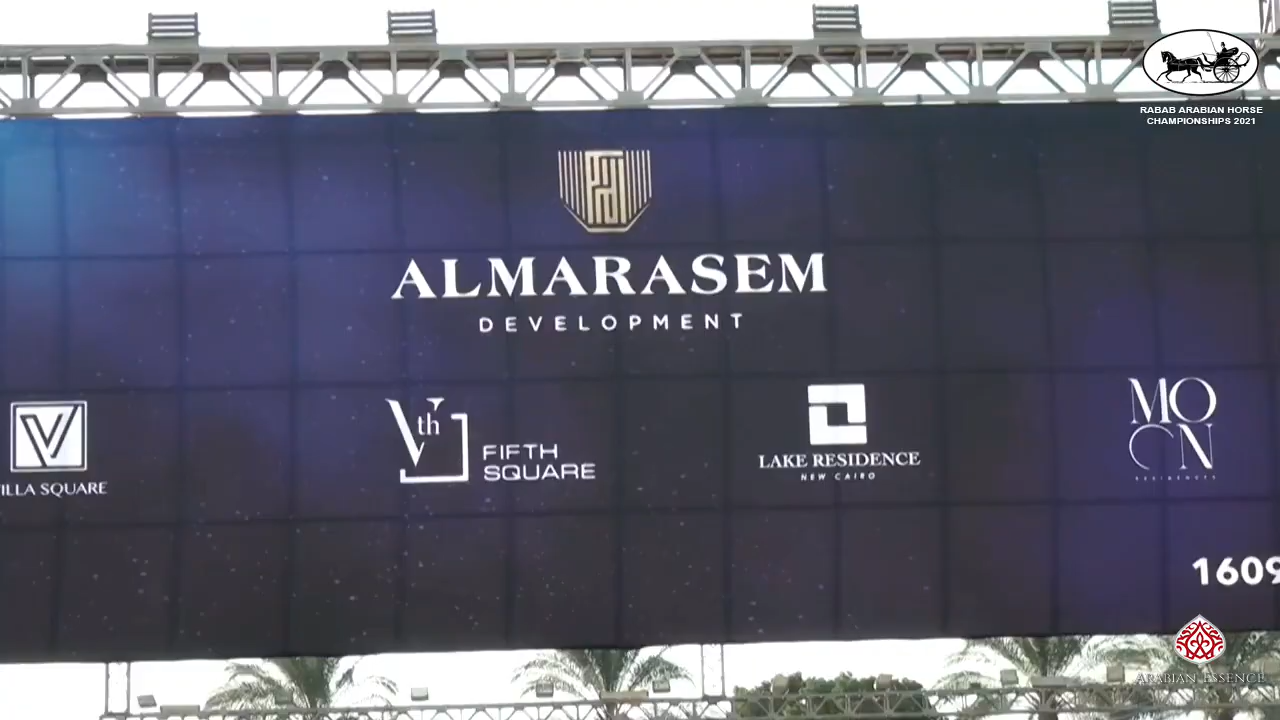 RABAB ARABIAN HORSE
CHAMPIONSHIPS 2021
ALMARASEM
DEVELOPMENT
ILLA SQUARE
Vth
FIFTH
SQUARE
LAKE RESIDENCE
NEW CAIRO
MO
ON
RESIDENCES
1609
ARABIAN ESSENCE